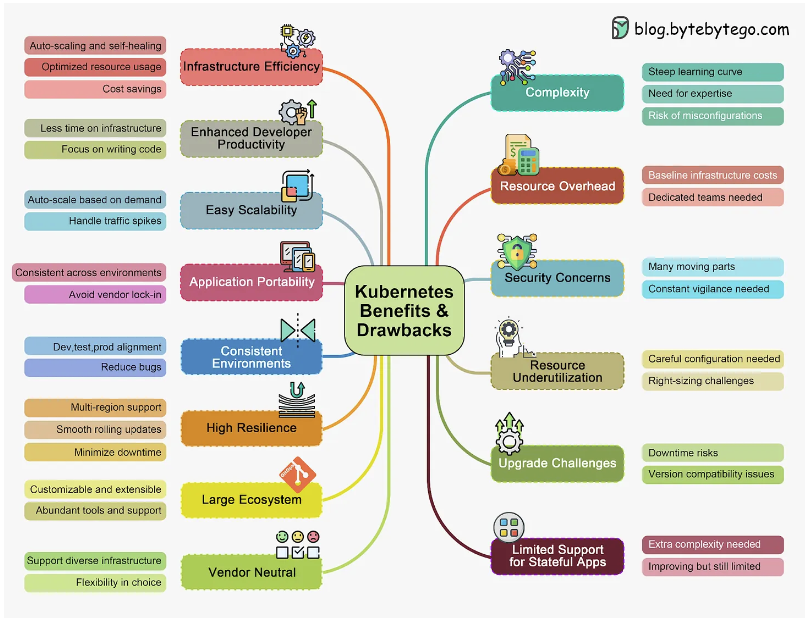 blog.bytebytego.com
Kubernetes
Benefits &
Drawbacks
Infrastructure Efficiency
Auto-scaling and self-healing
Optimized resource usage
Cost savings
Enhanced Developer
Productivity
Less time on infrastructure
Focus on writing code
Easy Scalability
Auto-scale based on demand
Handle traffic spikes
Application Portability
Consistent across environments
Avoid vendor lock-in
Consistent
Environments
Dev,test,prod alignment
Reduce bugs
High Resilience
Multi-region support
Smooth rolling updates
Minimize downtime
Large Ecosystem
Customizable and extensible
Abundant tools and support
Vendor Neutral
Support diverse infrastructure
Flexibility in choice
Complexity
Steep learning curve
Need for expertise
Risk of misconfigurations
Resource Overhead
Baseline infrastructure costs
Dedicated teams needed
Security Concerns
Many moving parts
Constant vigilance needed
Resource
Underutilization
Careful configuration needed
Right-sizing challenges
Upgrade Challenges
Downtime risks
Version compatibility issues
Limited Support
for Stateful Apps
Extra complexity needed
Improving but still limited